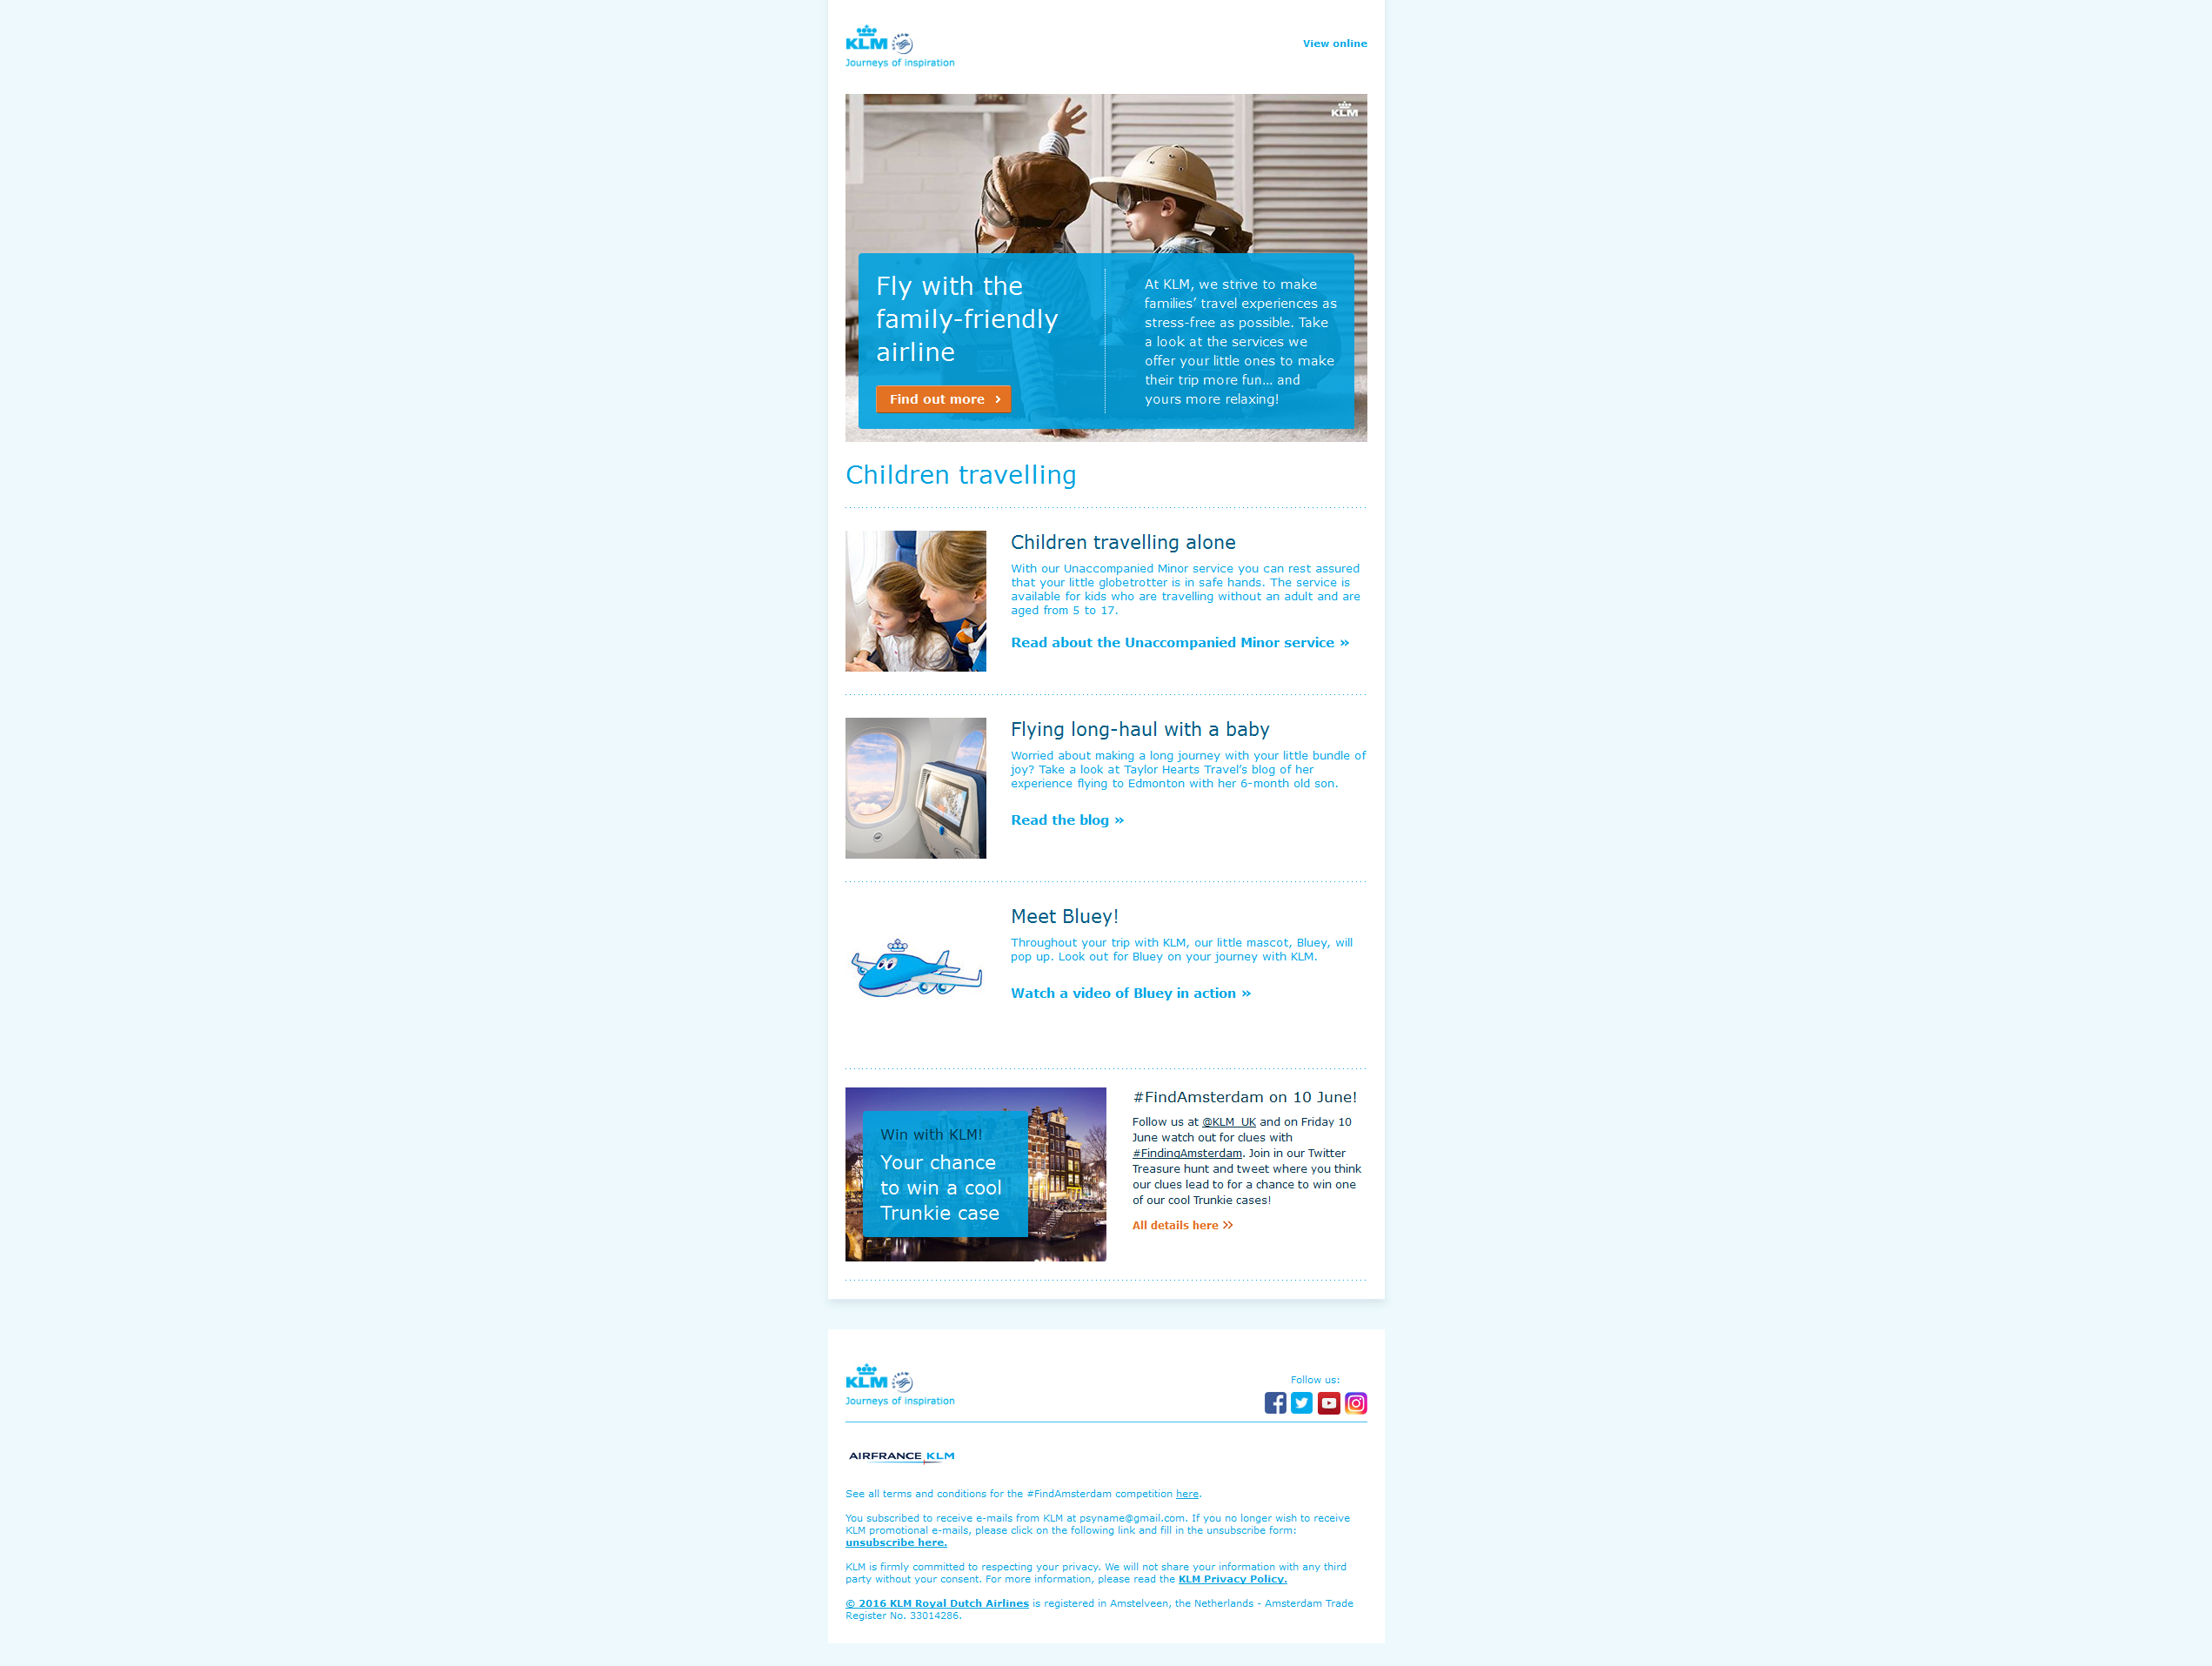 KLM
Journeys of inspiration
View online
KLM
Fly with the
family-friendly
airline
Find out more
At KLM, we strive to make
families’ travel experiences as
stress-free as possible. Take
a look at the services we
offer your little ones to make
their trip more fun... and
yours more relaxing!
Children travelling
Children travelling alone
With our Unaccompanied Minor service you can rest assured
that your little globetrotter is in safe hands. The service is
available for kids who are travelling without an adult and are
aged from 5 to 17.
Read about the Unaccompanied Minor service »
Flying long-haul with a baby
Worried about making a long journey with your little bundle of
joy? Take a look at Taylor Hearts Travel’s blog of her
experience flying to Edmonton with her 6-month old son.
Read the blog »
Meet Bluey!
Throughout your trip with KLM, our little mascot, Bluey, will
pop up. Look out for Bluey on your journey with KLM.
Watch a video of Bluey in action »
Win with KLM!
Your chance
to win a cool
Trunkie case
#FindAmsterdam on 10 June!
Follow us at @KLM_UK and on Friday 10
June watch out for clues with
#FindingAmsterdam. Join in our Twitter
Treasure hunt and tweet where you think
our clues lead to for a chance to win one
of our cool Trunkie cases!
All details here >>
KLM
Journeys of inspiration
Follow us:
AIRFRANCE KLM
See all terms and conditions for the #FindAmsterdam competition here.
You subscribed to receive e-mails from KLM at psyname@gmail.com. If you no longer wish to receive
KLM promotional e-mails, please click on the following link and fill in the unsubscribe form:
unsubscribe here.
KLM is firmly committed to respecting your privacy. We will not share your information with any third
party without your consent. For more information, please read the KLM Privacy Policy.
© 2016 KLM Royal Dutch Airlines is registered in Amstelveen, the Netherlands - Amsterdam Trade
Register No. 33014286.